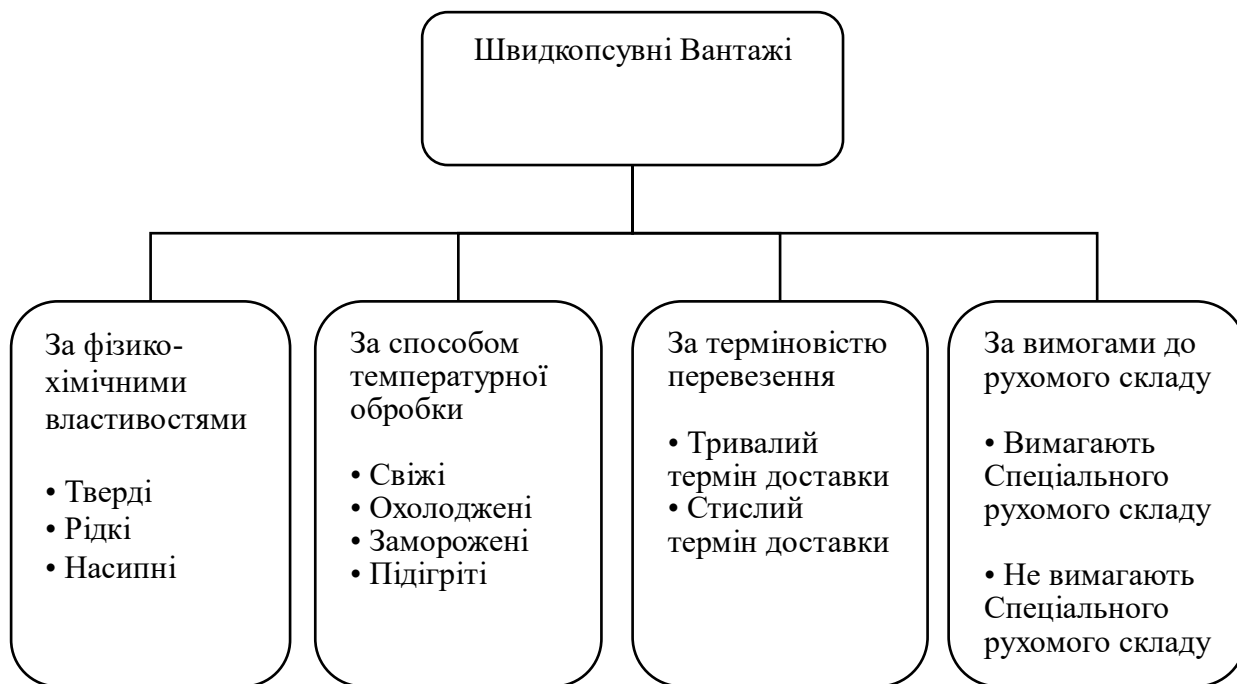 Швидкопсувні Вантажі
За фізико-
хімічними
властивостями
• Тверді
• Рідкі
• Насипні
За способом
температурної
обробки
• Свіжі
• Охолоджені
• Заморожені
• Підігріті
За терміновістю
перевезення
• Тривалий
термін доставки
• Стислий
термін доставки
За вимогами до
рухомого складу
• Вимагають
Спеціального
рухомого складу
• Не вимагають
Спеціального
рухомого складу